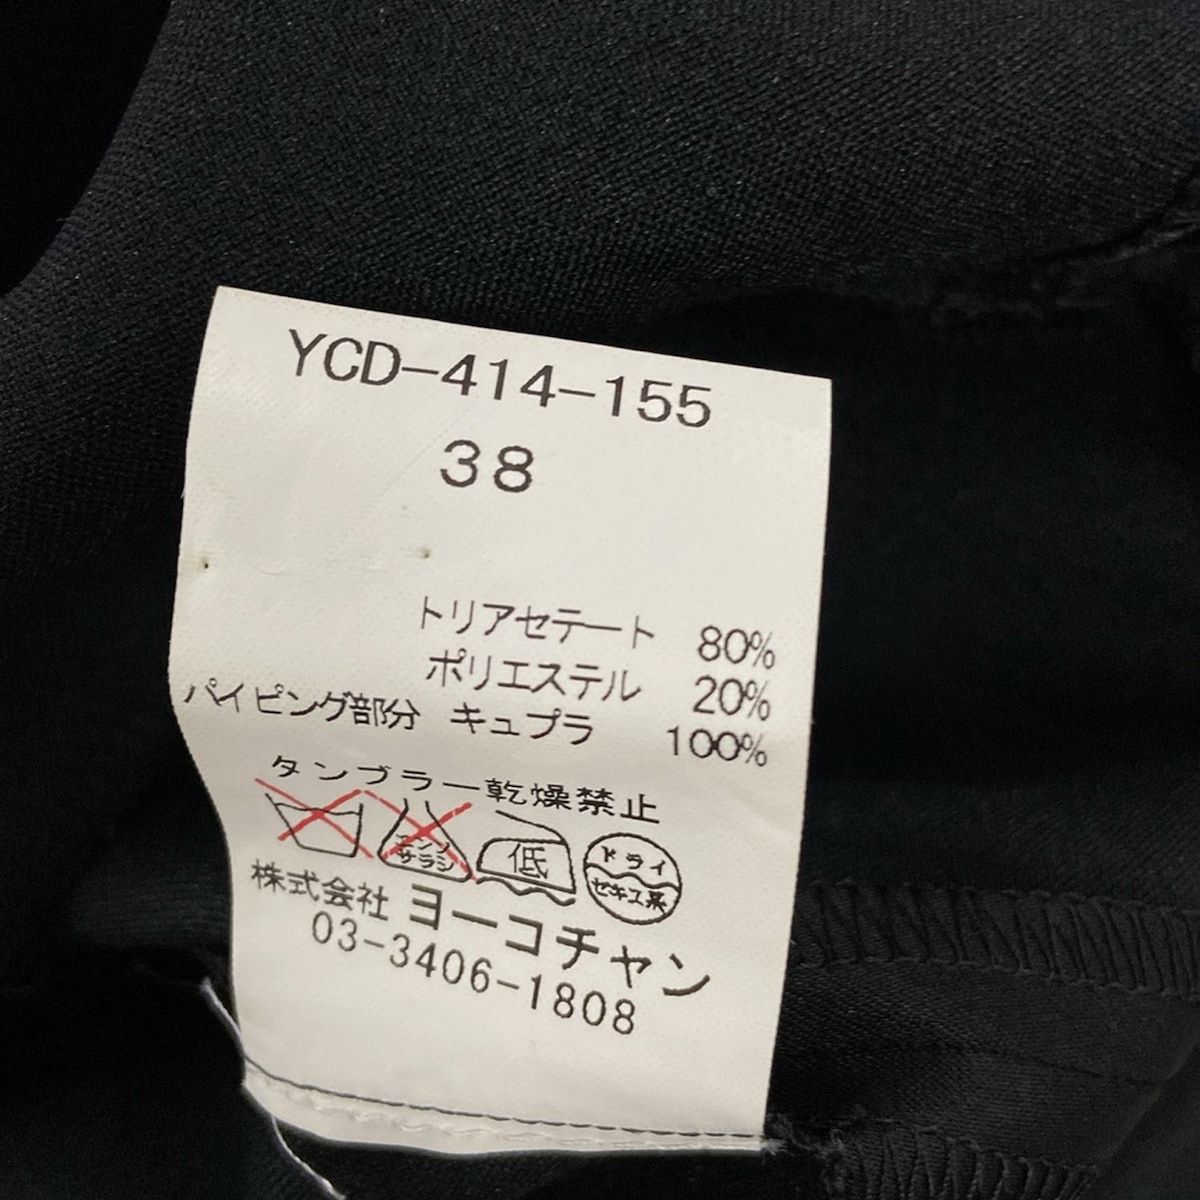 YCD-414-155
38
トリアセテート 80%
ポリエステル 20%
パイピング部分 キュプラ 100%
タンブラー乾燥禁止
エンソサラシ
低
ドライ
セキユ系
株式会社 ヨーコチャン
03-3406-1808